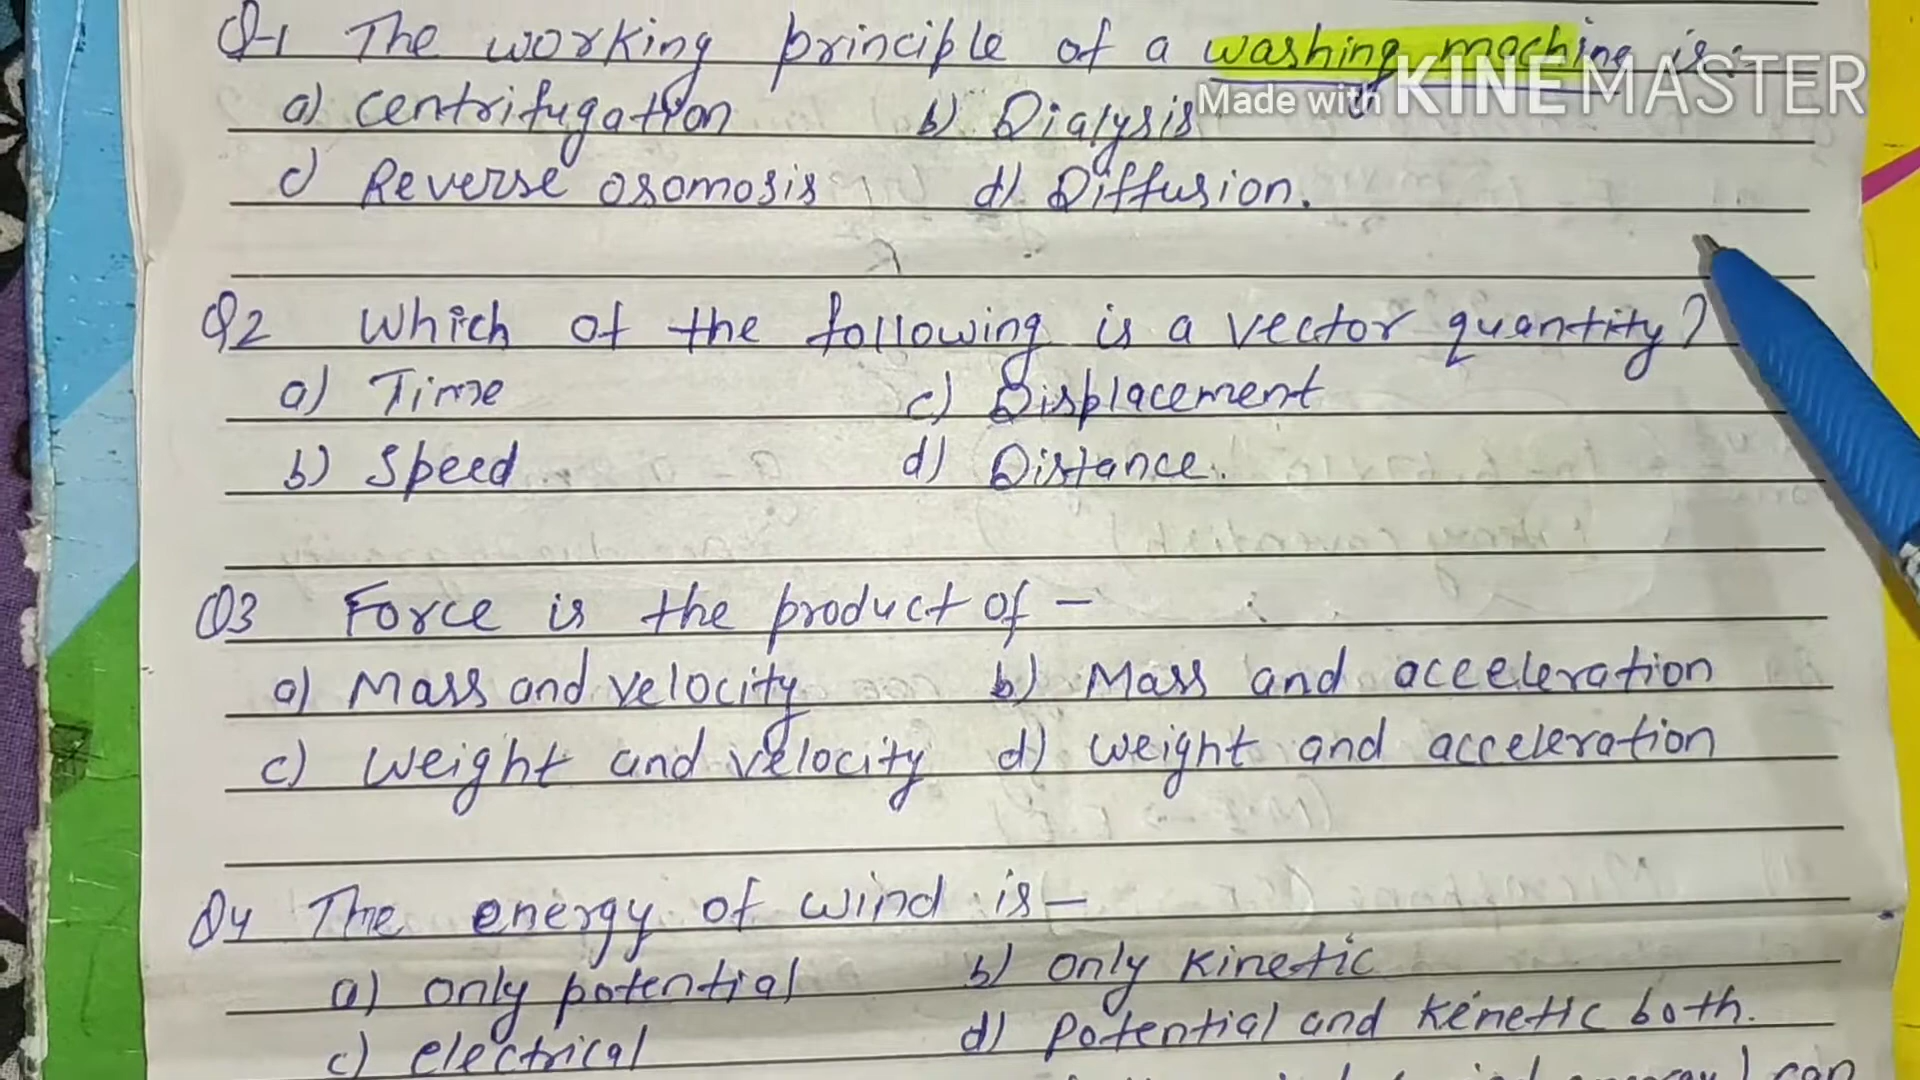 Q-1 The working principle of a washing machine is:-
Made with KINEMASTER
a) Centrifugation b) Dialysis
c) Reverse osomosis d) Diffusion.
Q2 Which of the following is a vector quantity?
a) Time c) Displacement
b) Speed d) Distance.
Q3 Force is the product of -
a) Mass and velocity b) Mass and aceeleration
c) Weight and velocity d) weight and acceleration
Q4 The energy of wind is -
a) only potential b) only kinetic
c) electrical d) potential and kenetic both.
can